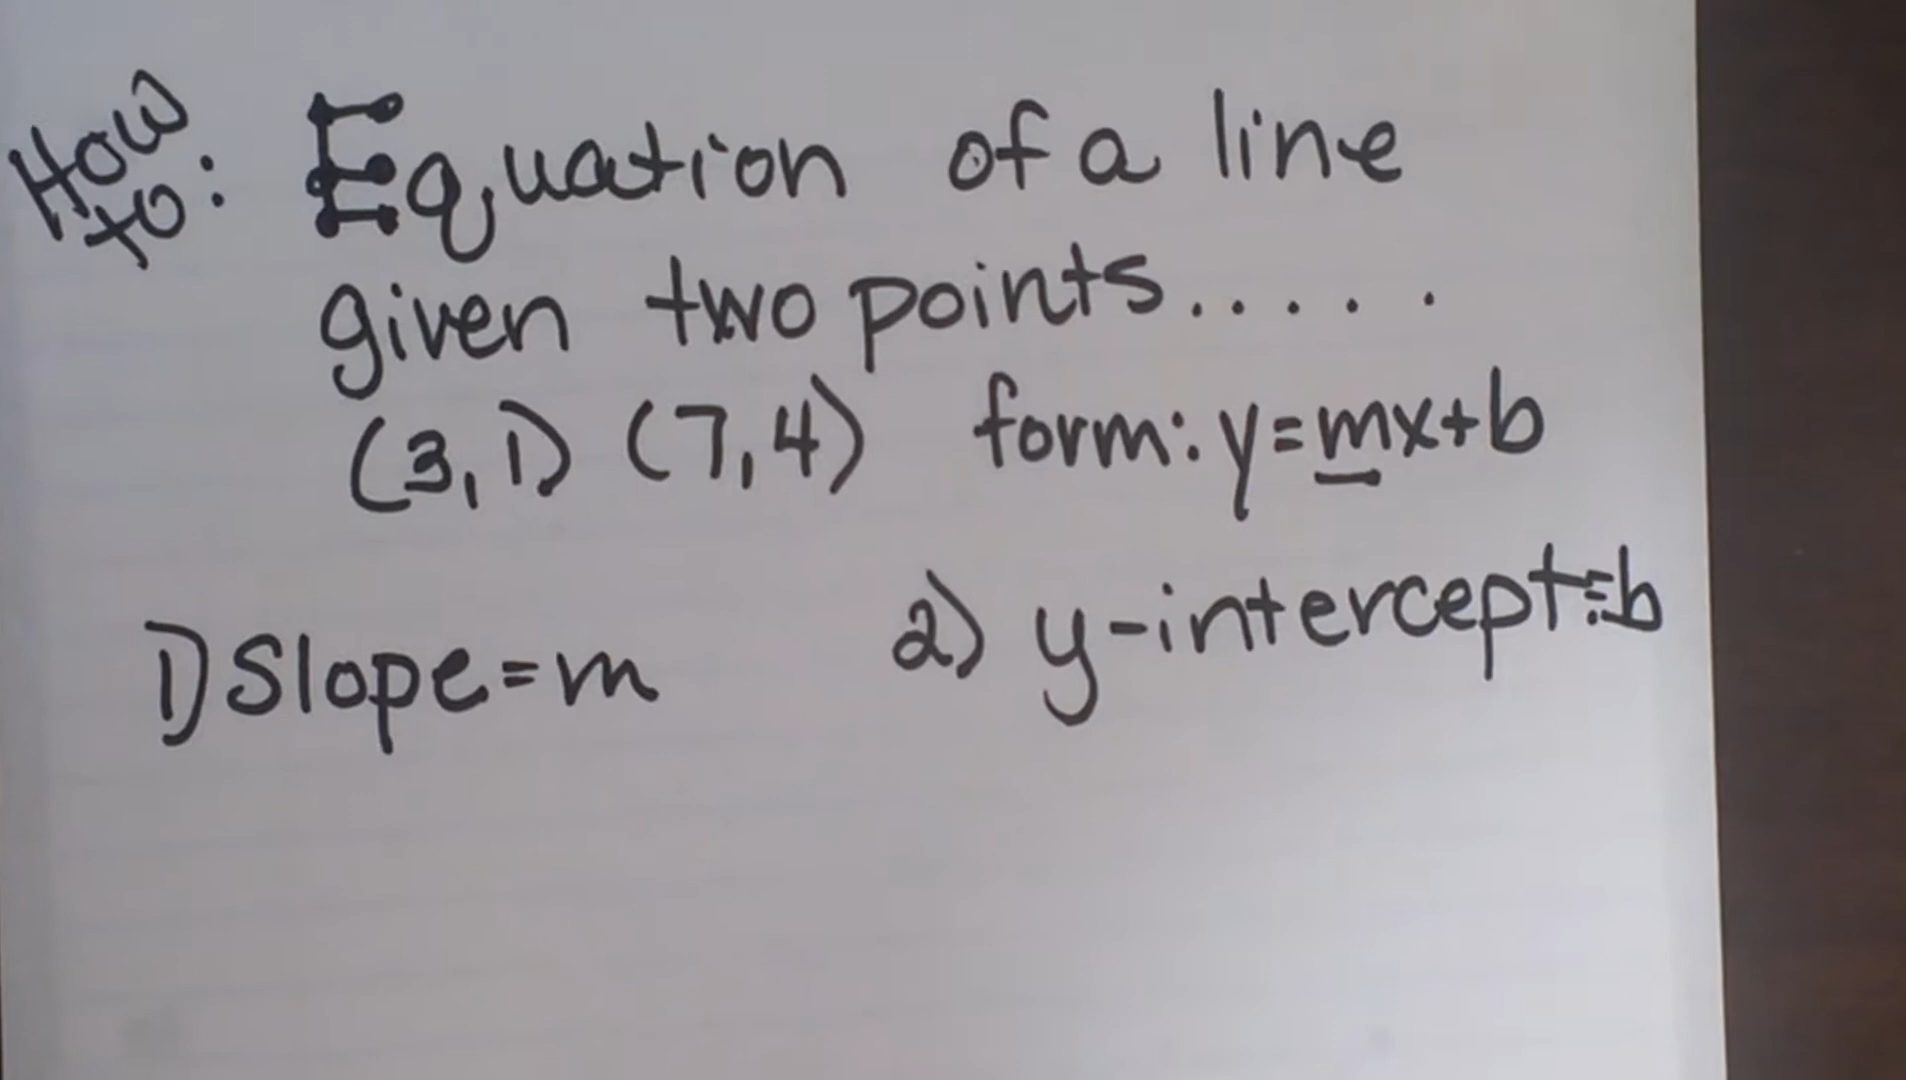 How to: Equation of a line
given two points.....
(3,1) (7,4) form: y=mx+b
1) Slope=m 2) y-intercept=b